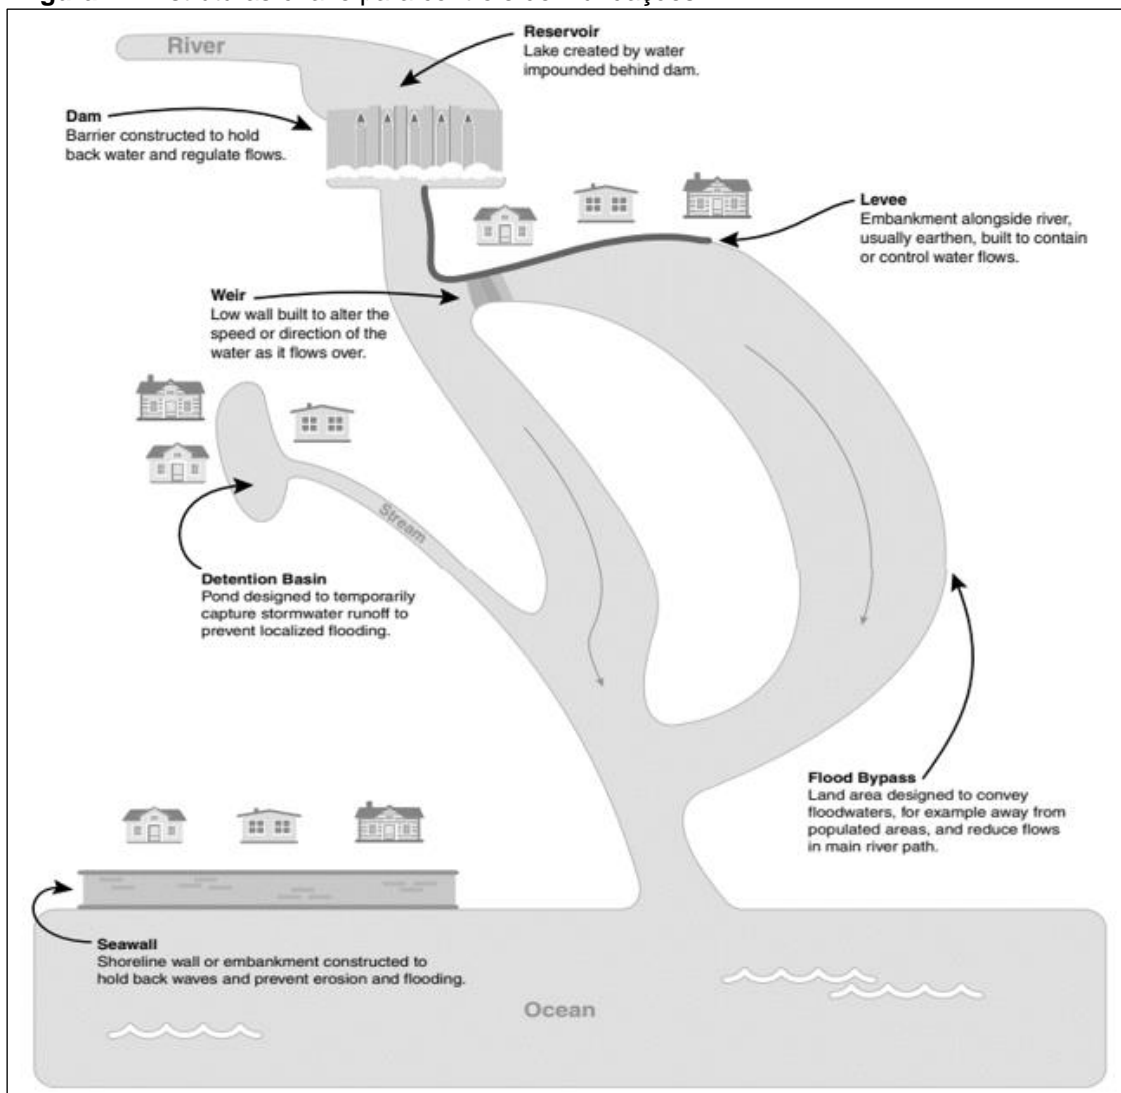 River
Reservoir
Lake created by water
impounded behind dam.
Dam
Barrier constructed to hold
back water and regulate flows.
Levee
Embankment alongside river,
usually earthen, built to contain
or control water flows.
Weir
Low wall built to alter the
speed or direction of the
water as it flows over.
Stream
Detention Basin
Pond designed to temporarily
capture stormwater runoff to
prevent localized flooding.
Flood Bypass
Land area designed to convey
floodwaters, for example away from
populated areas, and reduce flows
in main river path.
Seawall
Shoreline wall or embankment constructed to
hold back waves and prevent erosion and flooding.
Ocean